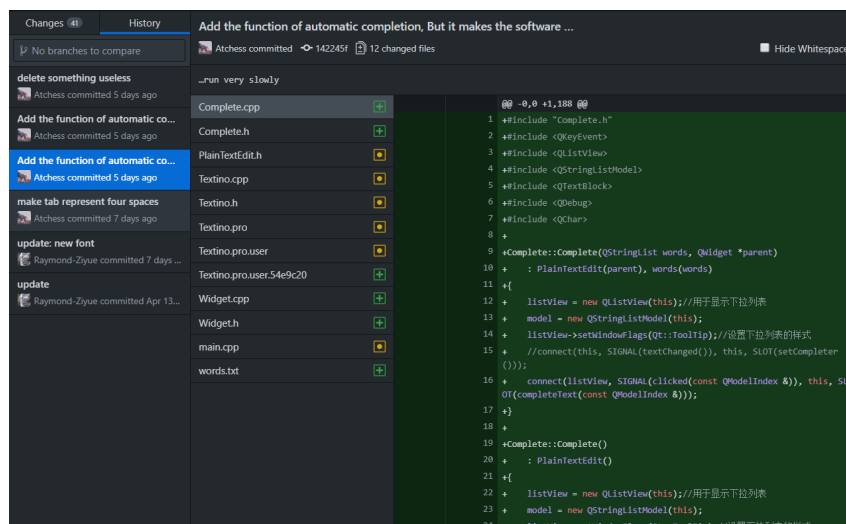 Changes 41 History
No branches to compare
delete something useless
Atchess committed 5 days ago
Add the function of automatic co...
Atchess committed 5 days ago
Add the function of automatic co...
Atchess committed 5 days ago
make tab represent four spaces
Atchess committed 7 days ago
update: new font
Raymond-Ziyue committed 7 days ...
update
Raymond-Ziyue committed Apr 13...
Add the function of automatic completion, But it makes the software ...
Atchess committed 142245f 12 changed files
Hide Whitespace
…run very slowly
Complete.cpp
Complete.h
PlainTextEdit.h
Textino.cpp
Textino.h
Textino.pro
Textino.pro.user
Textino.pro.user.54e9c20
Widget.cpp
Widget.h
main.cpp
words.txt
@@ -0,0 +1,188 @@
1 +#include "Complete.h"
2 +#include <QKeyEvent>
3 +#include <QListView>
4 +#include <QStringListModel>
5 +#include <QTextBlock>
6 +#include <QDebug>
7 +#include <QChar>
8 +
9 +Complete::Complete(QStringList words, QWidget *parent)
10 + : PlainTextEdit(parent), words(words)
11 +{
12 + listView = new QListView(this);//用于显示下拉列表
13 + model = new QStringListModel(this);
14 + listView->setWindowFlags(Qt::ToolTip);//设置下拉列表的样式
15 + //connect(this, SIGNAL(textChanged()), this, SLOT(setCompleter
()));
16 + connect(listView, SIGNAL(clicked(const QModelIndex &)), this, SL
OT(completeText(const QModelIndex &)));
17 +}
18 +
19 +Complete::Complete()
20 + : PlainTextEdit()
21 +{
22 + listView = new QListView(this);//用于显示下拉列表
23 + model = new QStringListModel(this);